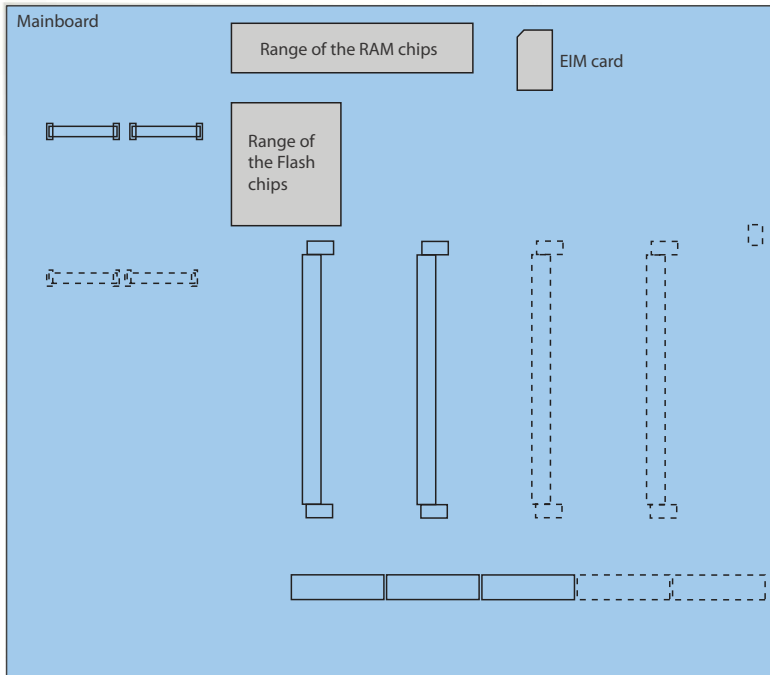 Mainboard
Range of the RAM chips
EIM card
Range of
the Flash
chips